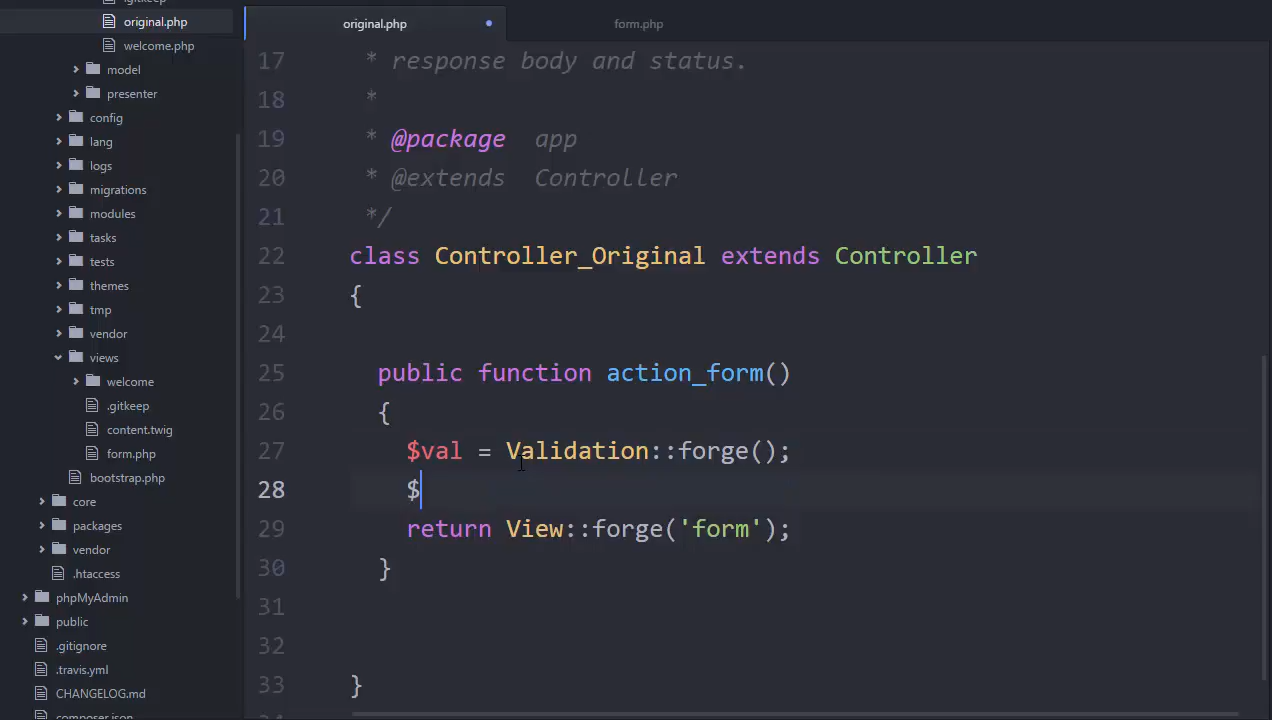 original.php
welcome.php
model
presenter
config
lang
logs
migrations
modules
tasks
tests
themes
tmp
vendor
views
welcome
.gitkeep
content.twig
form.php
bootstrap.php
core
packages
vendor
.htaccess
phpMyAdmin
public
.gitignore
.travis.yml
CHANGELOG.md
composer.json
original.php
form.php
17 * response body and status.
18 *
19 * @package app
20 * @extends Controller
21 */
22 class Controller_Original extends Controller
23 {
24
25 public function action_form()
26 {
27 $val = Validation::forge();
28 $
29 return View::forge('form');
30 }
31
32
33 }